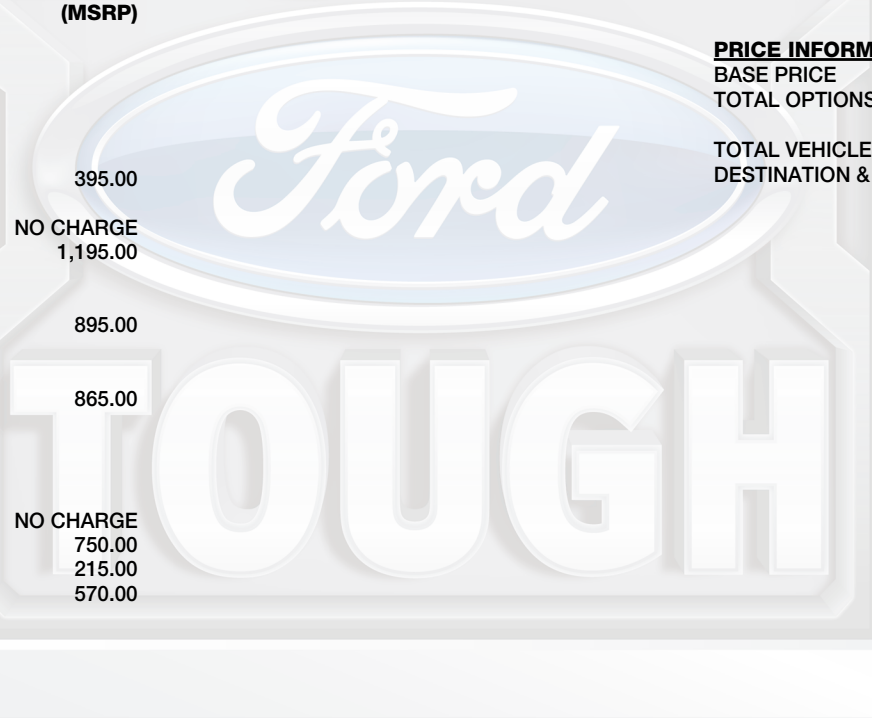 (MSRP)
PRICE INFORM
BASE PRICE
TOTAL OPTIONS
TOTAL VEHICLE
DESTINATION &
395.00
NO CHARGE
1,195.00
895.00
865.00
NO CHARGE
750.00
215.00
570.00
Ford
TOUGH